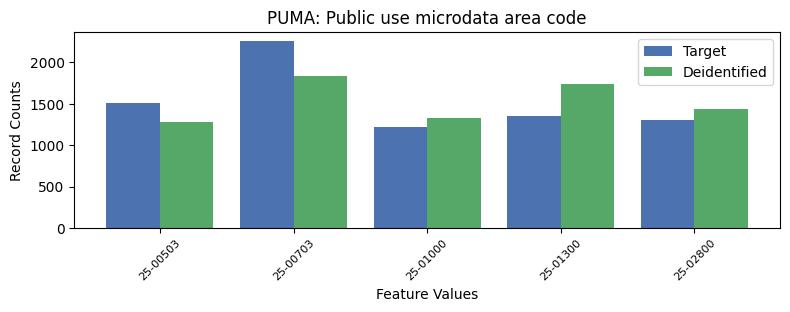 PUMA: Public use microdata area code
Target
Deidentified
Record Counts
2000
1500
1000
500
0
25-00503
25-00703
25-01000
25-01300
25-02800
Feature Values